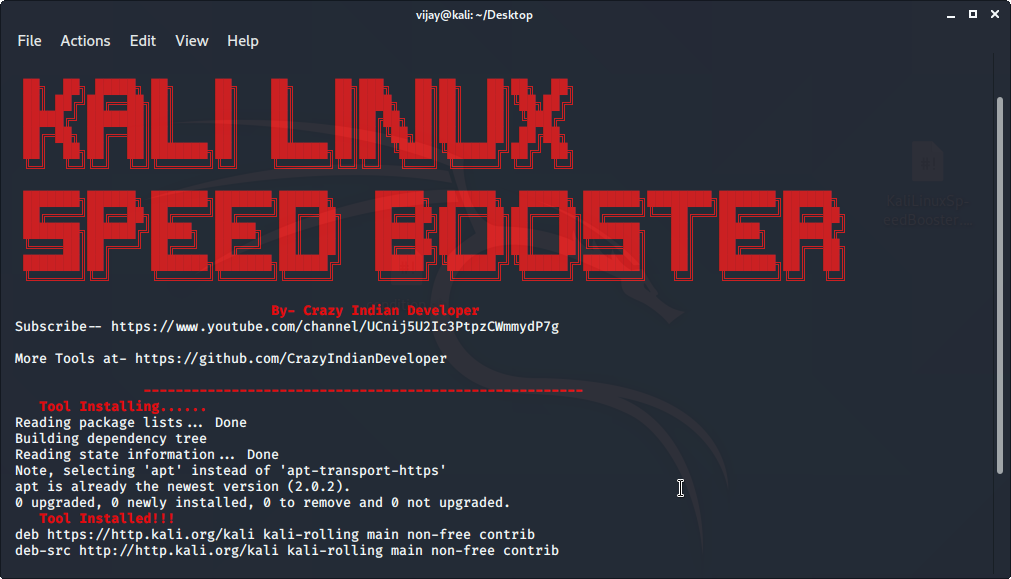 vijay@kali: ~/Desktop
File Actions Edit View Help
KALI LINUX
SPEED BOOSTER
By- Crazy Indian Developer
Subscribe-- https://www.youtube.com/channel/UCnij5U2Ic3PtpzCWmmydP7g
More Tools at- https://github.com/CrazyIndianDeveloper
-------------------------------------------------------
Tool Installing......
Reading package lists... Done
Building dependency tree
Reading state information... Done
Note, selecting 'apt' instead of 'apt-transport-https'
apt is already the newest version (2.0.2).
0 upgraded, 0 newly installed, 0 to remove and 0 not upgraded.
Tool Installed!!!
deb https://http.kali.org/kali kali-rolling main non-free contrib
deb-src http://http.kali.org/kali kali-rolling main non-free contrib
KaliLinuxSp-
eedBooster